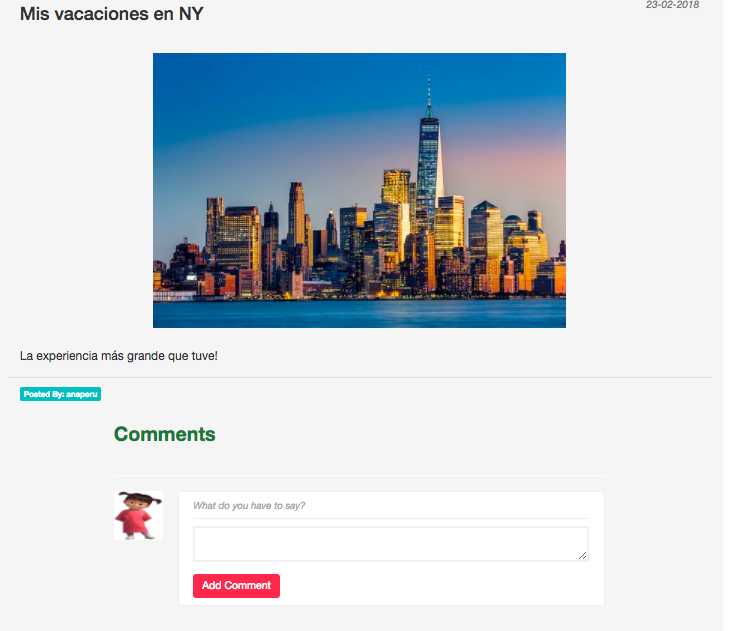 Mis vacaciones en NY
23-02-2018
La experiencia más grande que tuve!
Posted By: anaperu
Comments
What do you have to say?
Add Comment